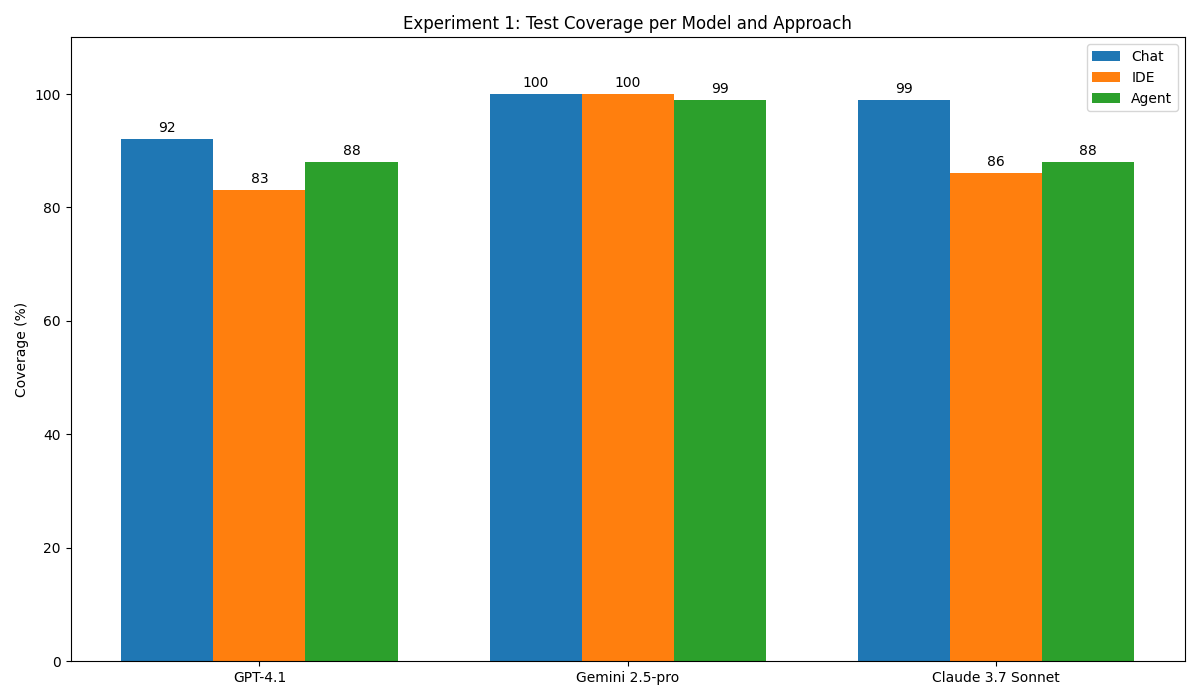 Experiment 1: Test Coverage per Model and Approach
Chat
IDE
Agent
Coverage (%)
100
80
60
40
20
0
92
83
88
100
100
99
99
86
88
GPT-4.1
Gemini 2.5-pro
Claude 3.7 Sonnet